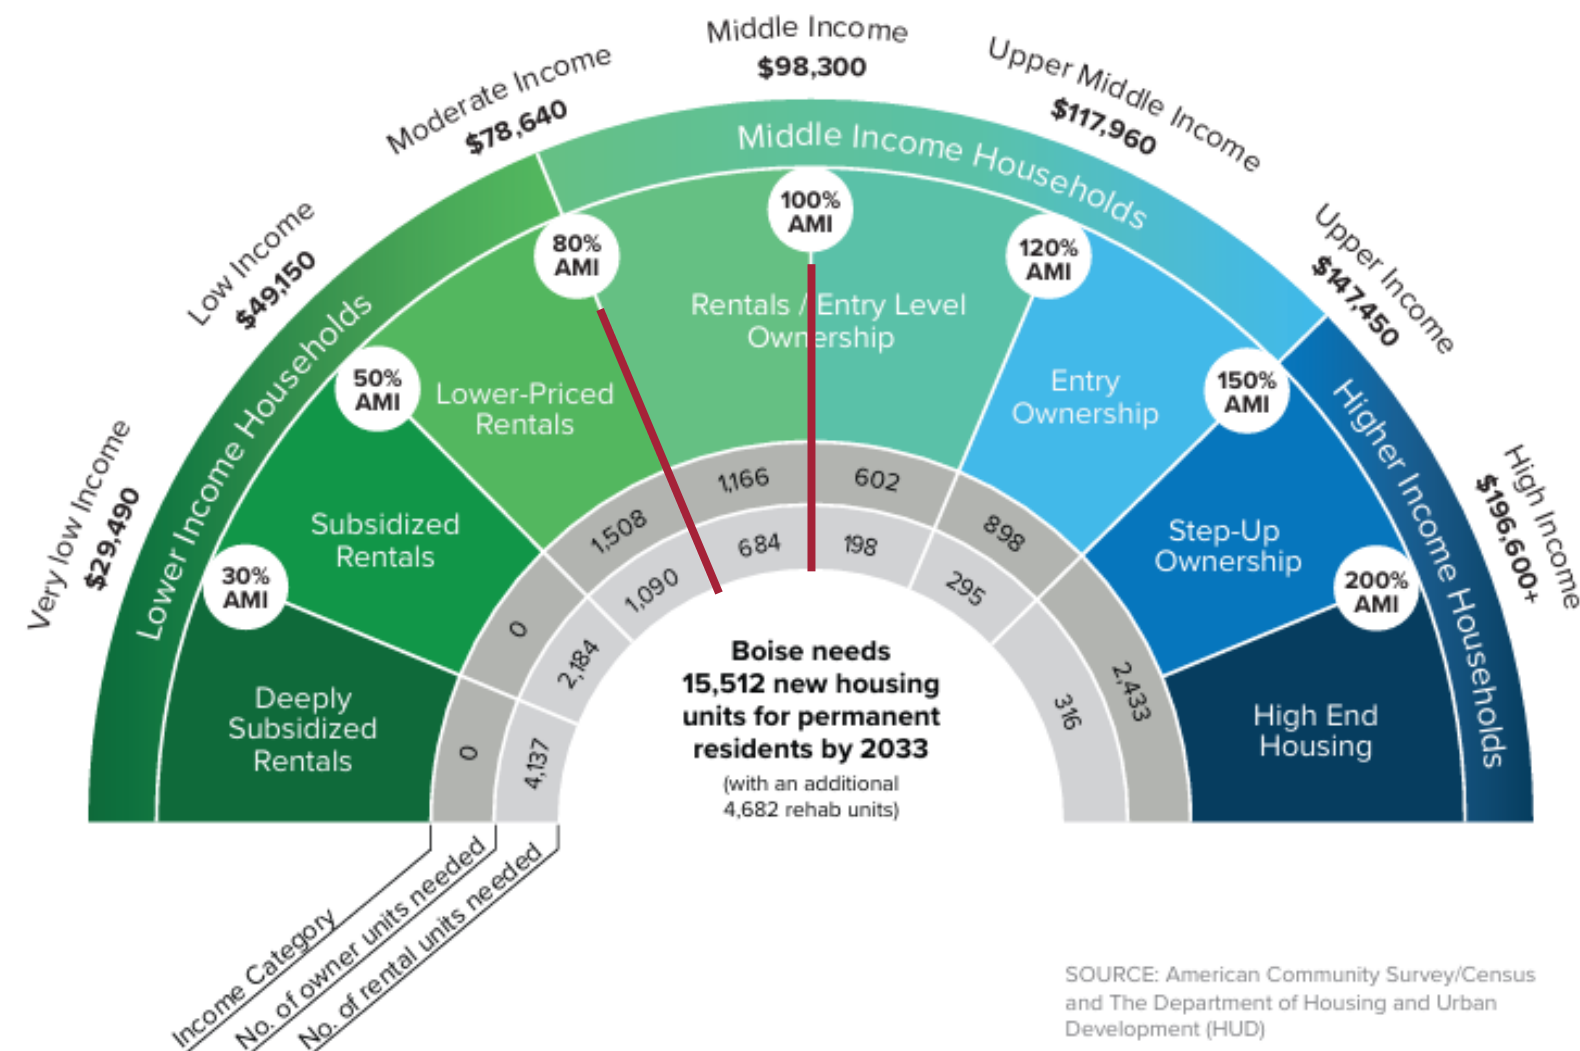 Very low Income
$29,490
Low Income
$49,150
Moderate Income
$78,640
Middle Income
$98,300
Upper Middle Income
$117,960
Upper Income
$147,450
High Income
$196,600+
Lower Income Households
Middle Income Households
Higher Income Households
30%
AMI
50%
AMI
80%
AMI
100%
AMI
120%
AMI
150%
AMI
200%
AMI
Deeply
Subsidized
Rentals
Subsidized
Rentals
Lower-Priced
Rentals
Rentals / Entry Level
Ownership
Entry
Ownership
Step-Up
Ownership
High End
Housing
0
0
1,508
1,166
602
898
2,433
4,137
2,184
1,090
684
198
295
316
Boise needs
15,512 new housing
units for permanent
residents by 2033
(with an additional
4,682 rehab units)
Income Category
No. of owner units needed
No. of rental units needed
SOURCE: American Community Survey/Census
and The Department of Housing and Urban
Development (HUD)